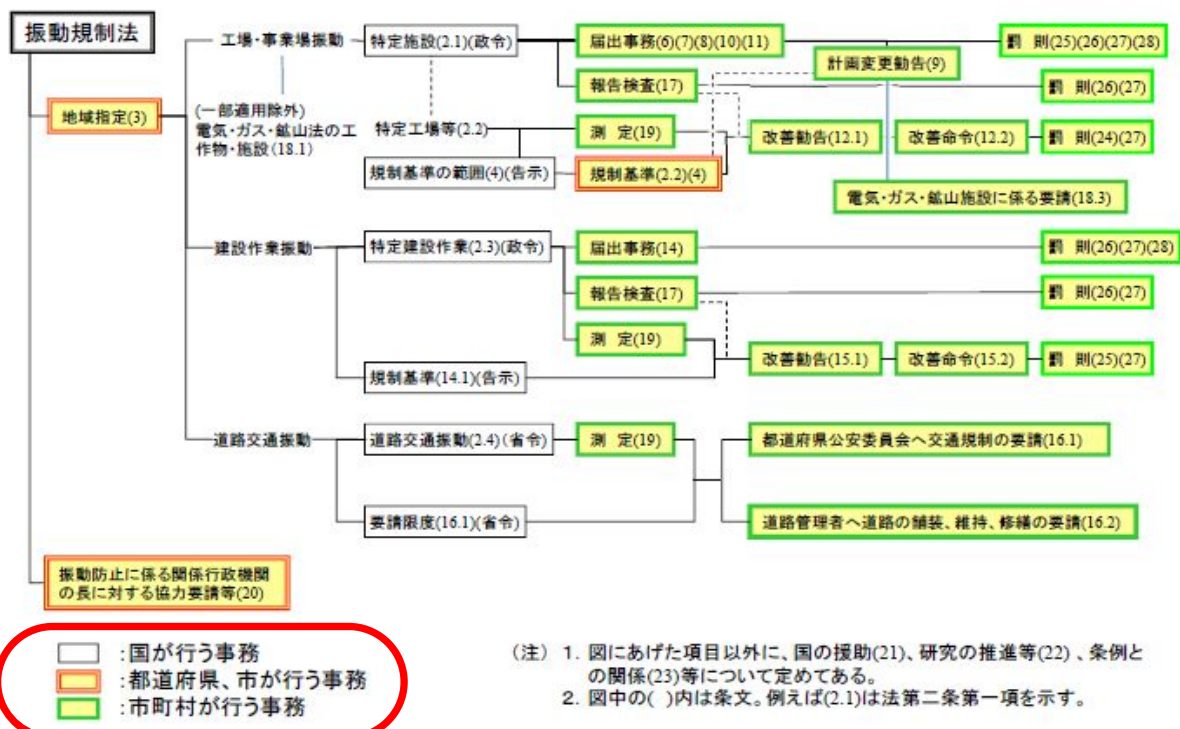 振動規制法
工場・事業場振動
特定施設(2.1)(政令)
届出事務(6)(7)(8)(10)(11)
罰 則(25)(26)(27)(28)
計画変更勧告(9)
地域指定(3)
(一部適用除外)
電気・ガス・鉱山法の工
作物・施設(18.1)
報告検査(17)
罰 則(26)(27)
特定工場等(2.2)
測 定(19)
改善勧告(12.1)
改善命令(12.2)
罰 則(24)(27)
規制基準の範囲(4)(告示)
規制基準(2.2)(4)
電気・ガス・鉱山施設に係る要請(18.3)
建設作業振動
特定建設作業(2.3)(政令)
届出事務(14)
罰 則(26)(27)(28)
報告検査(17)
罰 則(26)(27)
測 定(19)
改善勧告(15.1)
改善命令(15.2)
罰 則(25)(27)
規制基準(14.1)(告示)
道路交通振動
道路交通振動(2.4)(省令)
測 定(19)
都道府県公安委員会へ交通規制の要請(16.1)
要請限度(16.1)(省令)
道路管理者へ道路の舗装、維持、修繕の要請(16.2)
振動防止に係る関係行政機関
の長に対する協力要請等(20)
:国が行う事務
:都道府県、市が行う事務
:市町村が行う事務
(注) 1. 図にあげた項目以外に、国の援助(21)、研究の推進等(22) 、条例と
の関係(23)等について定めてある。
2. 図中の( )内は条文。例えば(2.1)は法第二条第一項を示す。